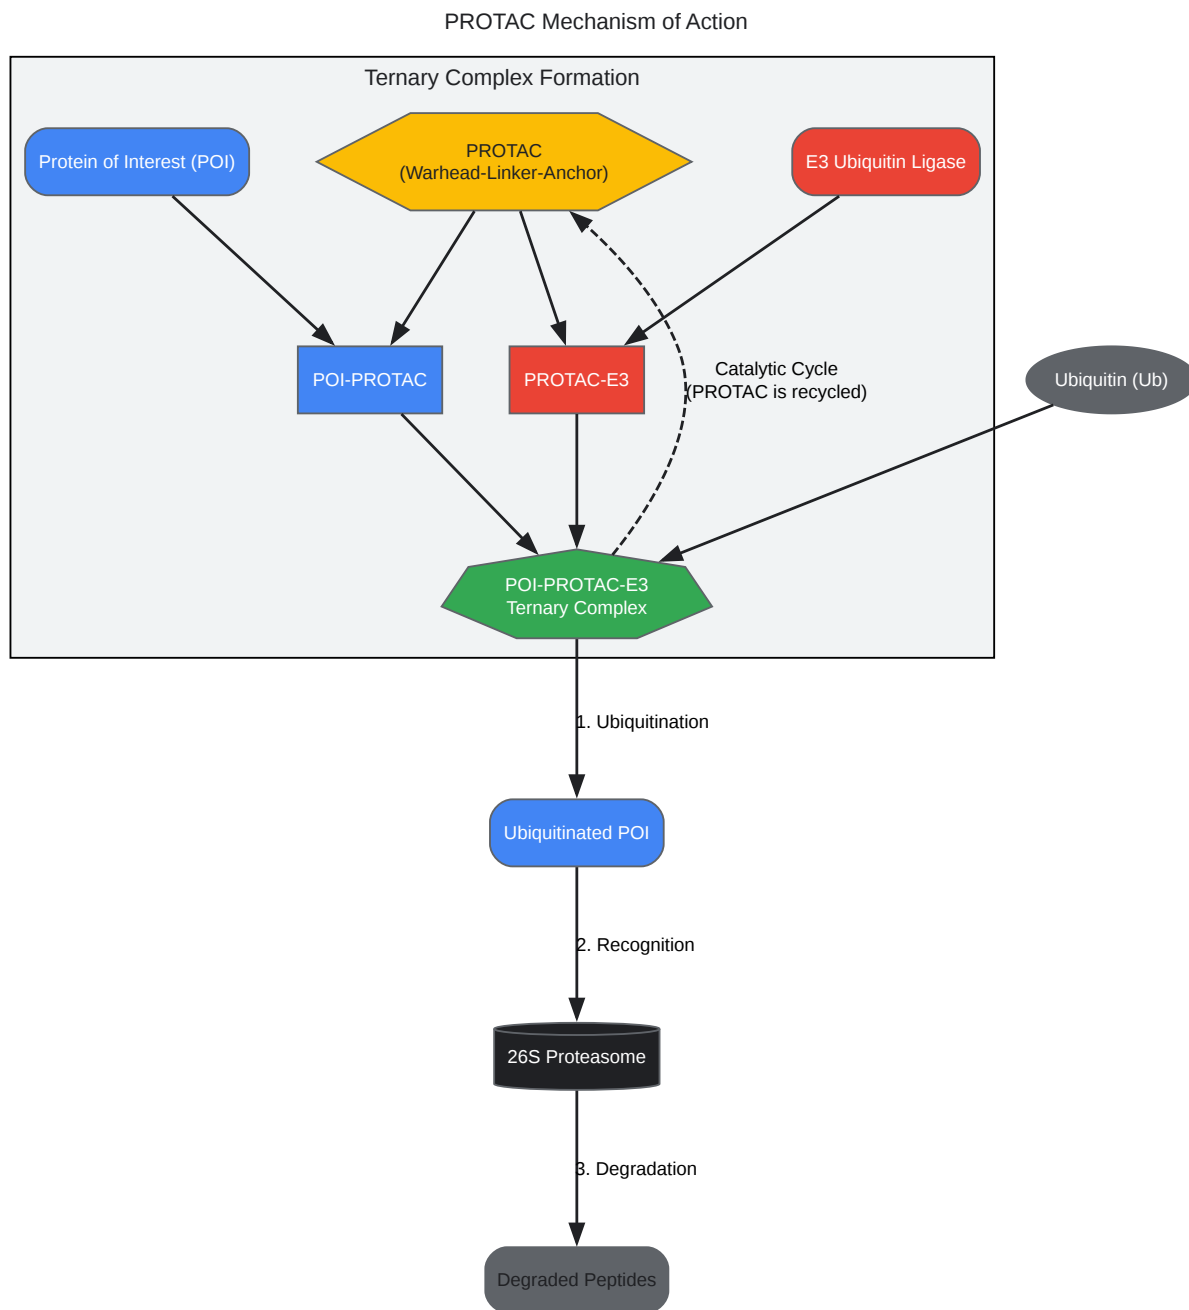 PROTAC Mechanism of Action
Ternary Complex Formation
Protein of Interest (POI)
PROTAC
(Warhead-Linker-Anchor)
E3 Ubiquitin Ligase
POI-PROTAC
PROTAC-E3
Catalytic Cycle
(PROTAC is recycled)
Ubiquitin (Ub)
POI-PROTAC-E3
Ternary Complex
1. Ubiquitination
Ubiquitinated POI
2. Recognition
26S Proteasome
3. Degradation
Degraded Peptides